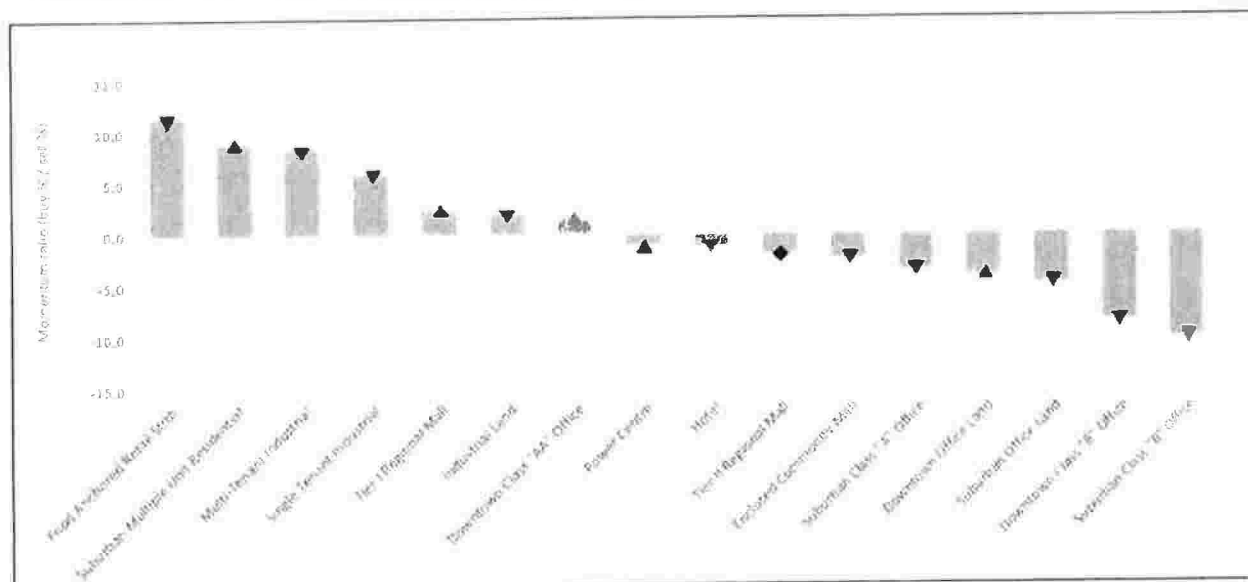 Momentum ratio (buy % / sell %)
15.0
10.0
5.0
0.0
-5.0
-10.0
-15.0
Food Anchored Retail Strip
Suburban Multiple Unit Residential
Multi-Tenant Industrial
Single Tenant Industrial
Tier I Regional Mall
Industrial Land
Downtown Class "AA" Office
Power Centre
Hotel
Tier II Regional Mall
Enclosed Community Mall
Suburban Class "A" Office
Downtown Office Land
Suburban Office Land
Downtown Class "B" Office
Suburban Class "B" Office